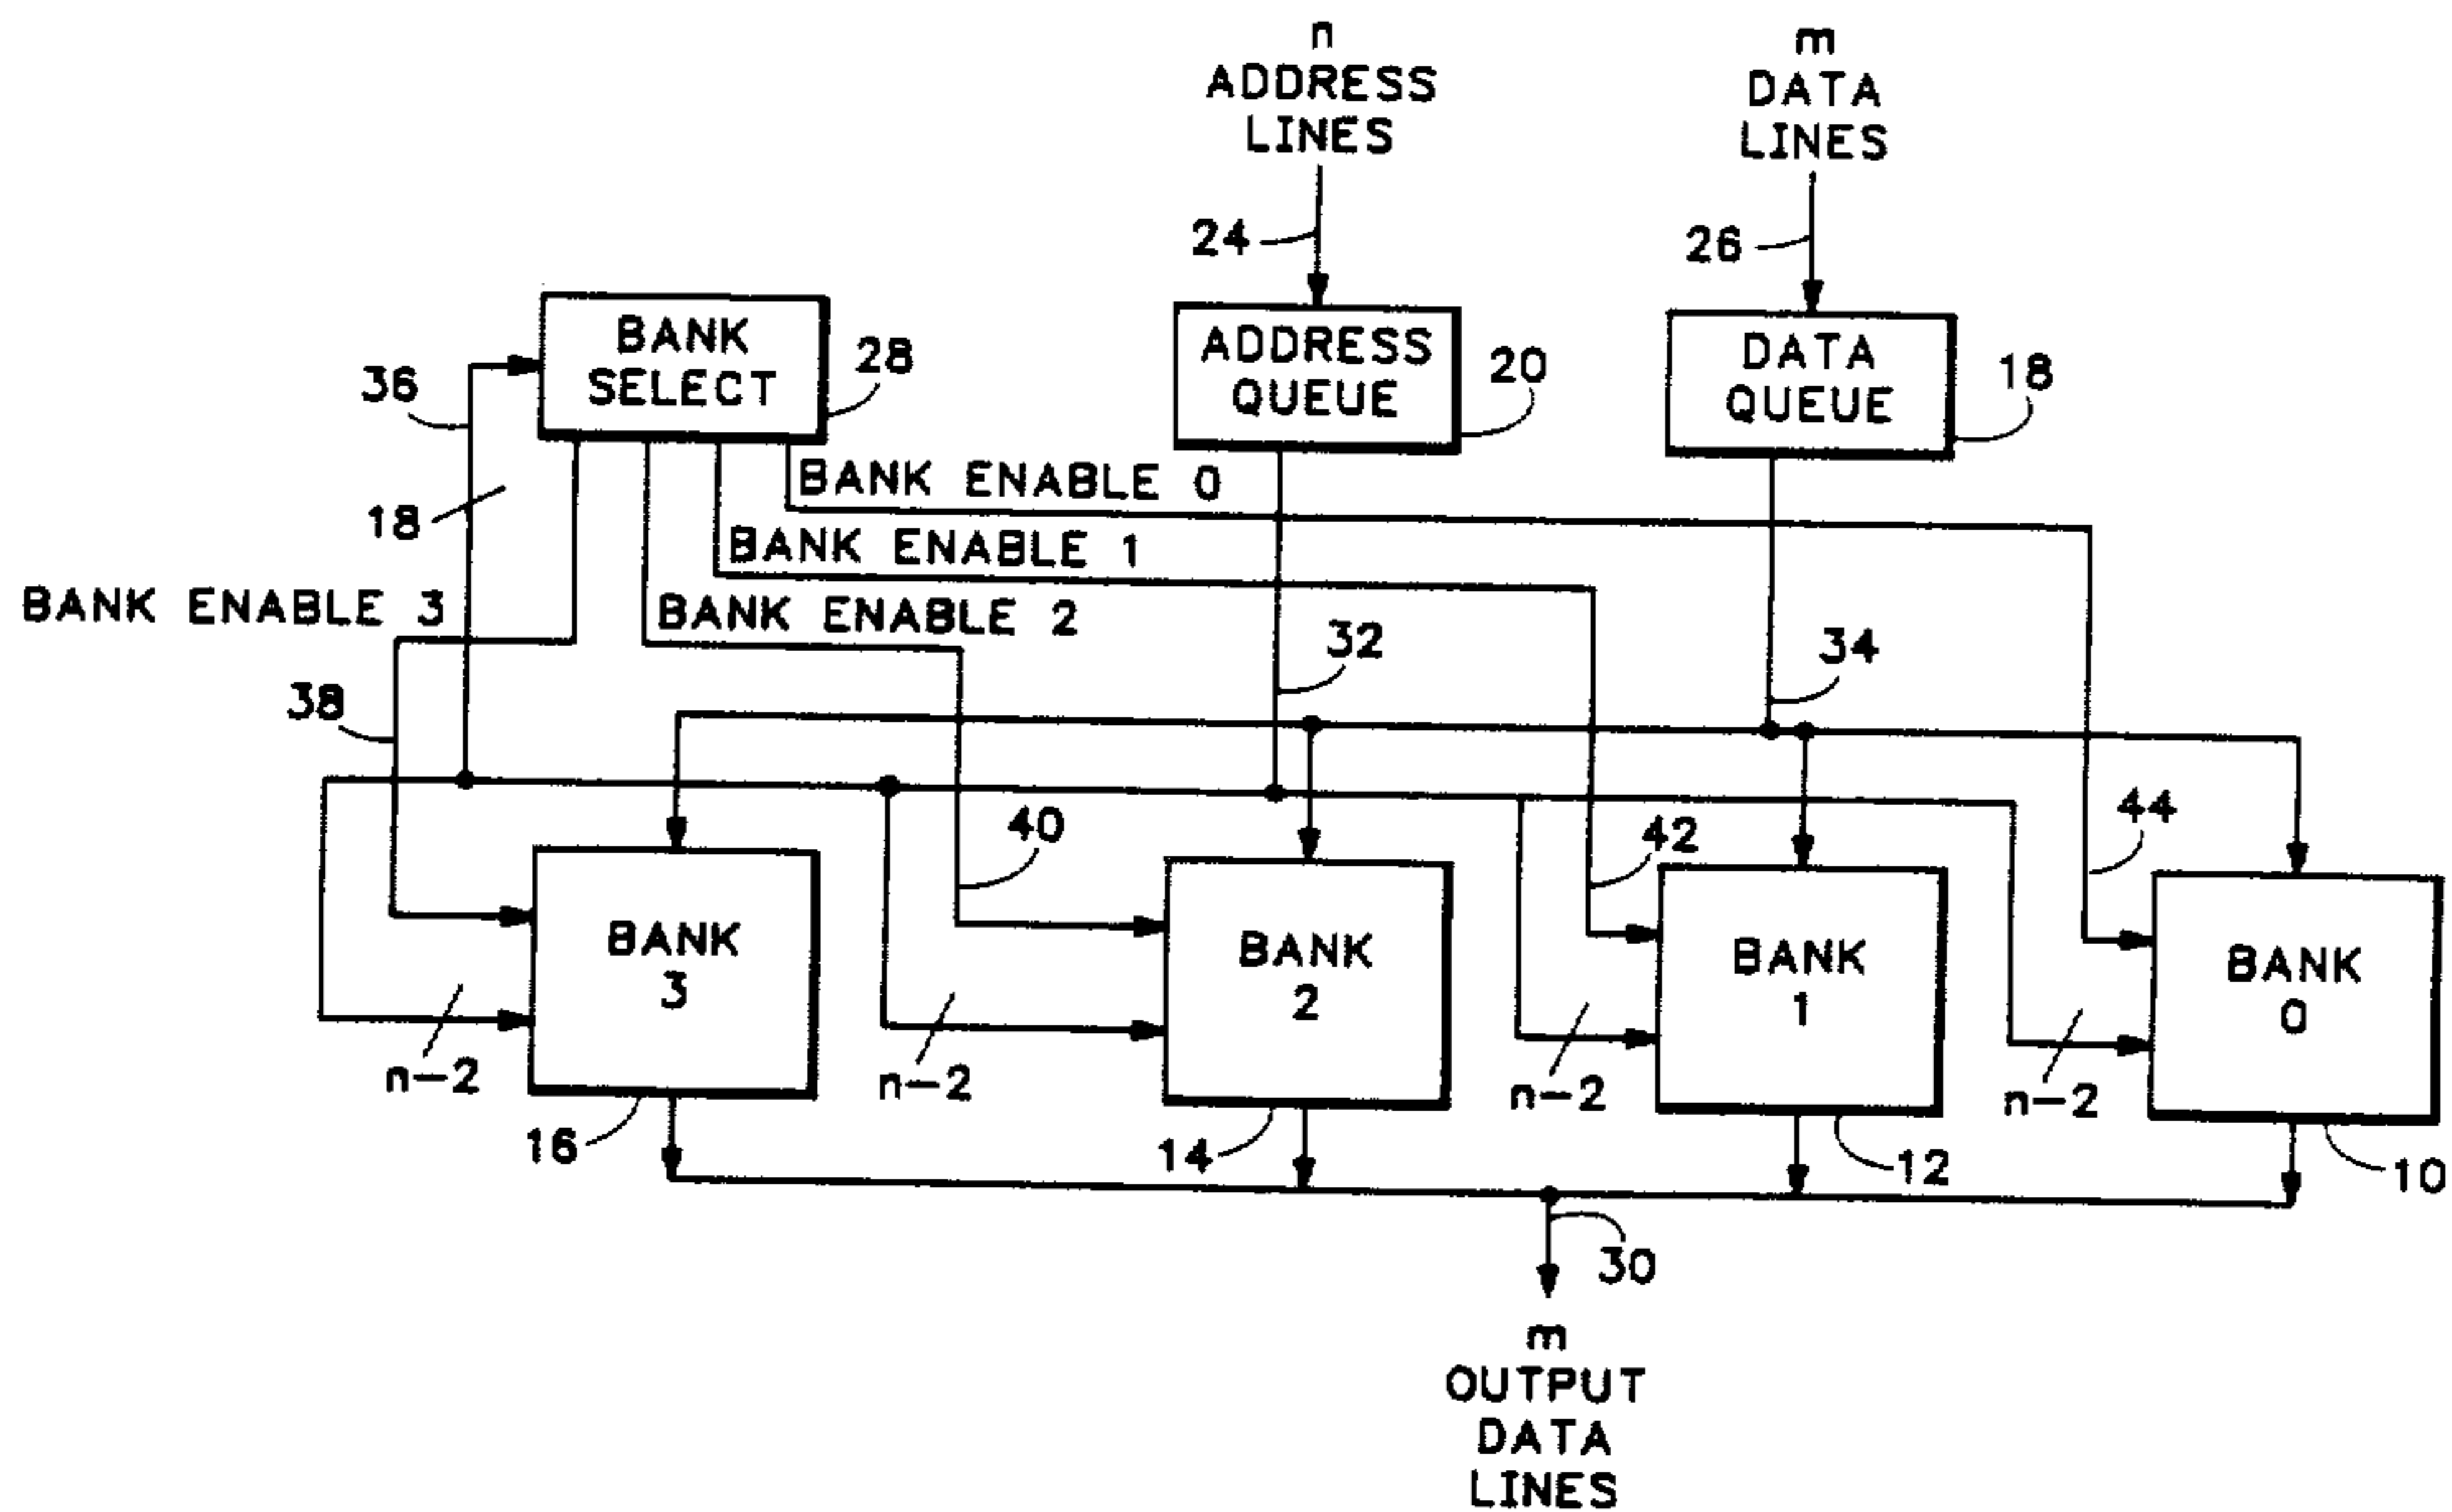 n
ADDRESS
LINES
m
DATA
LINES
24
26
BANK
SELECT
28
ADDRESS
QUEUE
20
DATA
QUEUE
18
36
18
BANK ENABLE 0
BANK ENABLE 1
BANK ENABLE 3
BANK ENABLE 2
32
34
38
40
42
44
BANK
3
BANK
2
BANK
1
BANK
0
n-2
n-2
n-2
n-2
16
14
12
10
30
m
OUTPUT
DATA
LINES